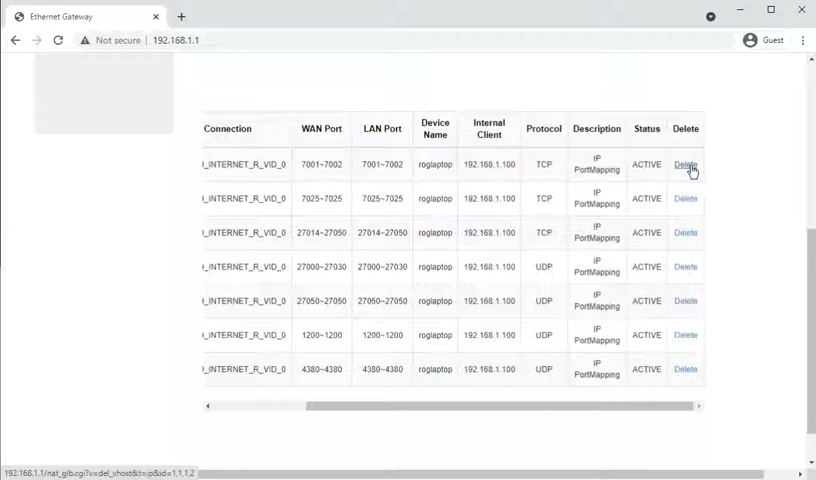 Ethernet Gateway
Not secure
192.168.1.1
Guest
Connection WAN Port LAN Port Device Name Internal Client Protocol Description Status Delete
)_INTERNET_R_VID_0 7001~7002 7001~7002 roglaptop 192.168.1.100 TCP IP PortMapping ACTIVE Delete
)_INTERNET_R_VID_0 7025~7025 7025~7025 roglaptop 192.168.1.100 TCP IP PortMapping ACTIVE Delete
)_INTERNET_R_VID_0 27014~27050 27014~27050 roglaptop 192.168.1.100 TCP IP PortMapping ACTIVE Delete
)_INTERNET_R_VID_0 27000~27030 27000~27030 roglaptop 192.168.1.100 UDP IP PortMapping ACTIVE Delete
)_INTERNET_R_VID_0 27050~27050 27050~27050 roglaptop 192.168.1.100 UDP IP PortMapping ACTIVE Delete
)_INTERNET_R_VID_0 1200~1200 1200~1200 roglaptop 192.168.1.100 UDP IP PortMapping ACTIVE Delete
)_INTERNET_R_VID_0 4380~4380 4380~4380 roglaptop 192.168.1.100 UDP IP PortMapping ACTIVE Delete
192.168.1.1/nat_glb.cgi?v=del_vhost&t=ip&id=1,1,1,2